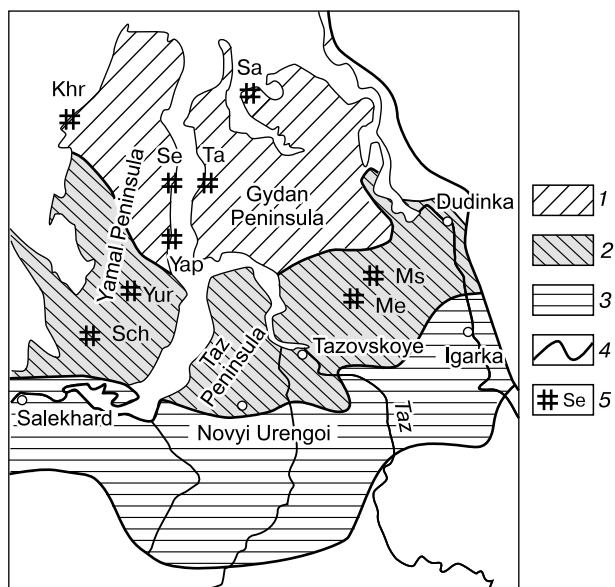 Sa
Khr
Se
Ta
Gydan
Peninsula
Dudinka
Yamal Peninsula
Yap
Ms
Yur
Me
Sch
Taz
Peninsula
Tazovskoye
Igarka
Salekhard
Novyi Urengoi
Taz
1
2
3
4
Se 5